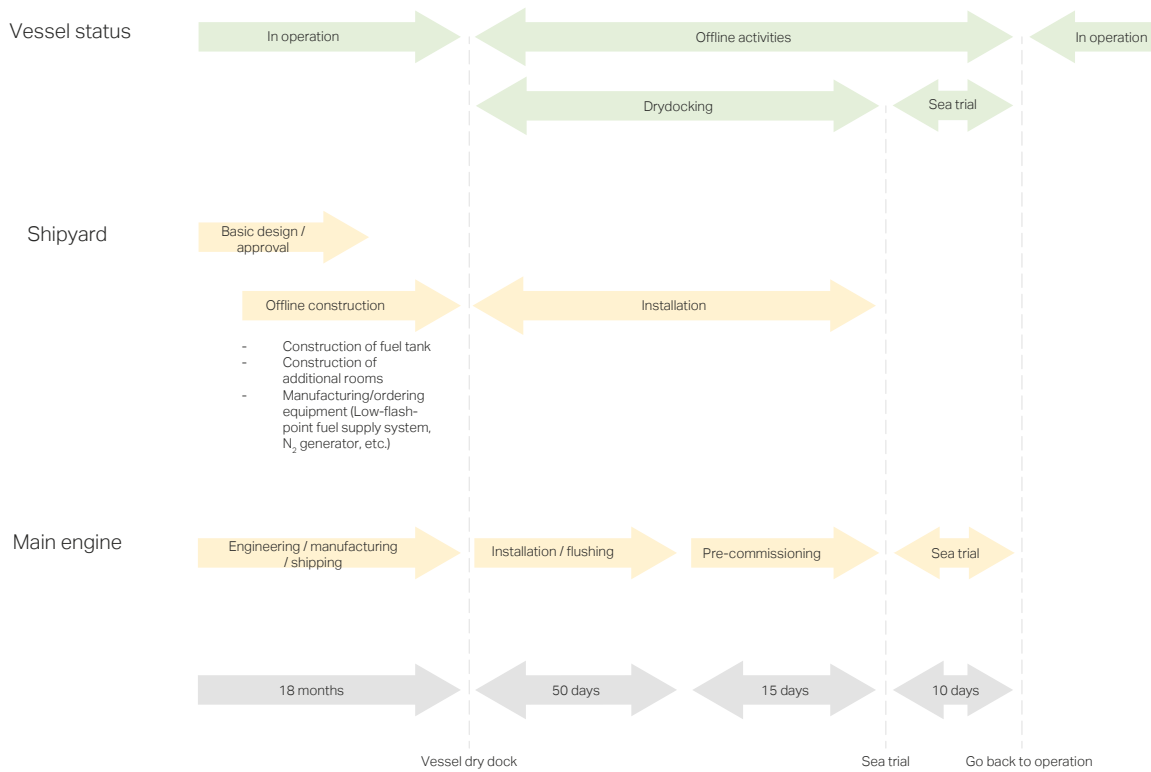 Vessel status
In operation
Offline activities
In operation
Drydocking
Sea trial
Shipyard
Basic design /
approval
Offline construction
Installation
- Construction of fuel tank
- Construction of
additional rooms
- Manufacturing/ordering
equipment (Low-flash-
point fuel supply system,
N₂ generator, etc.)
Main engine
Engineering / manufacturing
/ shipping
Installation / flushing
Pre-commissioning
Sea trial
18 months
50 days
15 days
10 days
Vessel dry dock
Sea trial
Go back to operation